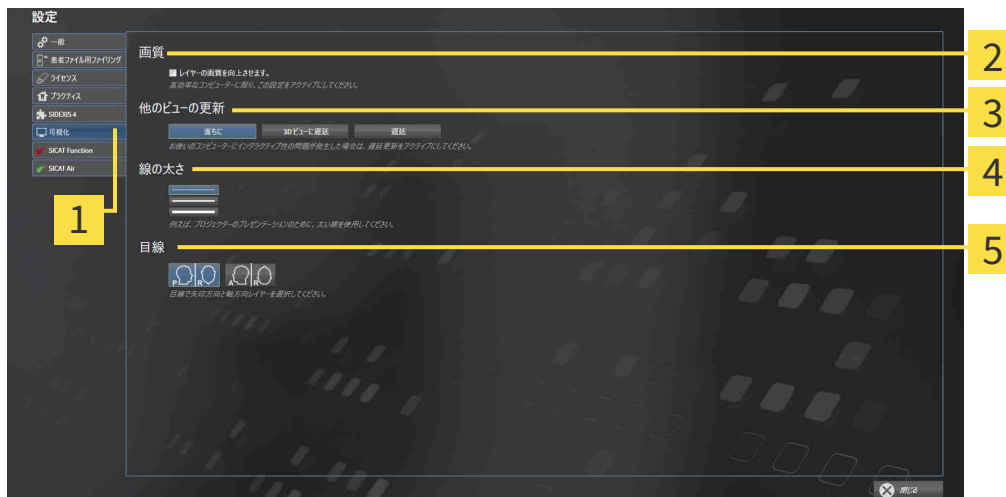 設定
一般
患者ファイル用ファイリング
ライセンス
プラクティス
SIDEXIS 4
可視化
SICAT Function
SICAT Air
1
画質
レイヤーの画質を向上させます。
高効率なコンピューターに限り、この設定をアクティブにしてください。
2
他のビューの更新
直ちに 3D ビューに遅延 遅延
お使いのコンピューターにインタラクティブ性の問題が発生した場合は、遅延更新をアクティブにしてください。
3
線の太さ
例えば、プロジェクターのプレゼンテーションのために、太い線を使用してください。
4
目線
P R A R
目線で矢印方向と軸方向レイヤーを選択してください。
5
閉じる